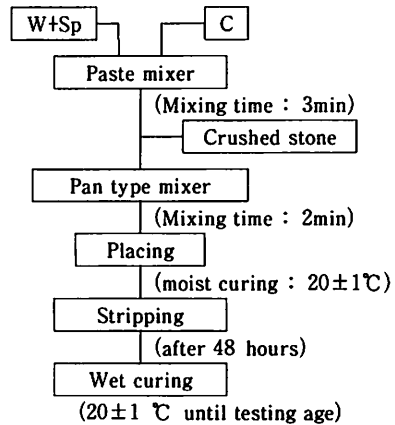 W+Sp
C
Paste mixer
(Mixing time : 3min)
Crushed stone
Pan type mixer
(Mixing time : 2min)
Placing
(moist curing : 20±1℃)
Stripping
(after 48 hours)
Wet curing
(20±1 ℃ until testing age)